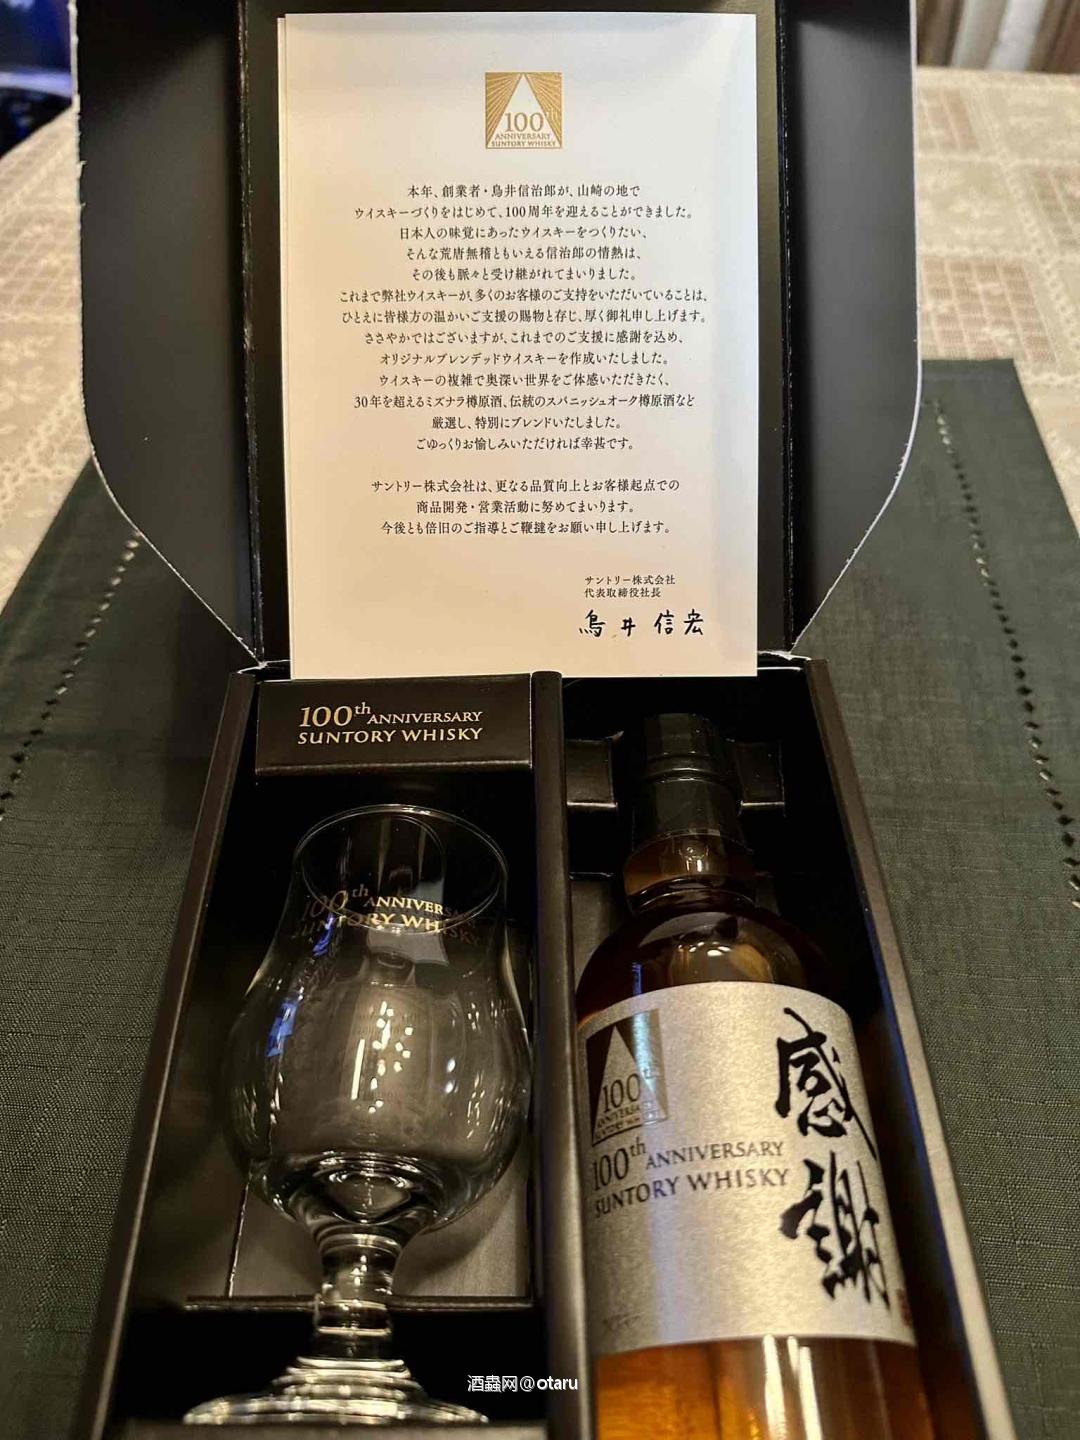 100th
ANNIVERSARY
SUNTORY WHISKY
本年、創業者・鳥井信治郎が、山崎の地で
ウイスキーづくりをはじめて、100周年を迎えることができました。
日本人の味覚にあったウイスキーをつくりたい、
そんな荒唐無稽ともいえる信治郎の情熱は、
その後も脈々と受け継がれてまいりました。
これまで弊社ウイスキーが、多くのお客様のご支持をいただいていることは、
ひとえに皆様方の温かいご支援の賜物と存じ、厚く御礼申し上げます。
ささやかではございますが、これまでのご支援に感謝を込め、
オリジナルブレンデッドウイスキーを作成いたしました。
ウイスキーの複雑で奥深い世界をご体感いただきたく、
30年を超えるミズナラ樽原酒、伝統のスパニッシュオーク樽原酒など
厳選し、特別にブレンドいたしました。
ごゆっくりお愉しみいただければ幸甚です。
サントリー株式会社は、更なる品質向上とお客様起点での
商品開発・営業活動に努めてまいります。
今後とも倍旧のご指導とご鞭撻をお願い申し上げます。
サントリー株式会社
代表取締役社長
鳥井信宏
100th ANNIVERSARY
SUNTORY WHISKY
100th ANNIVERSARY
SUNTORY WHISKY
100th
ANNIVERSARY
SUNTORY WHISKY
100th ANNIVERSARY
SUNTORY WHISKY
感謝
酒蟲网@otaru